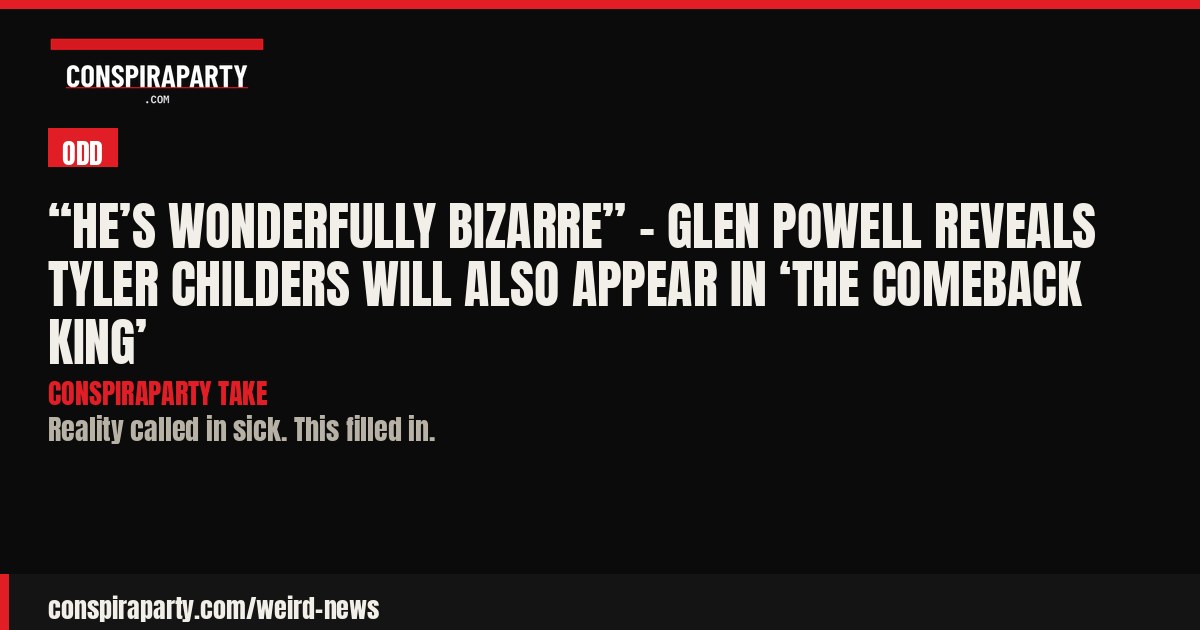 CONSPIRAPARTY
.COM
ODD
“HE’S WONDERFULLY BIZARRE” – GLEN POWELL REVEALS
TYLER CHILDERS WILL ALSO APPEAR IN ‘THE COMEBACK
KING’
CONSPIRAPARTY TAKE
Reality called in sick. This filled in.
conspiraparty.com/weird-news